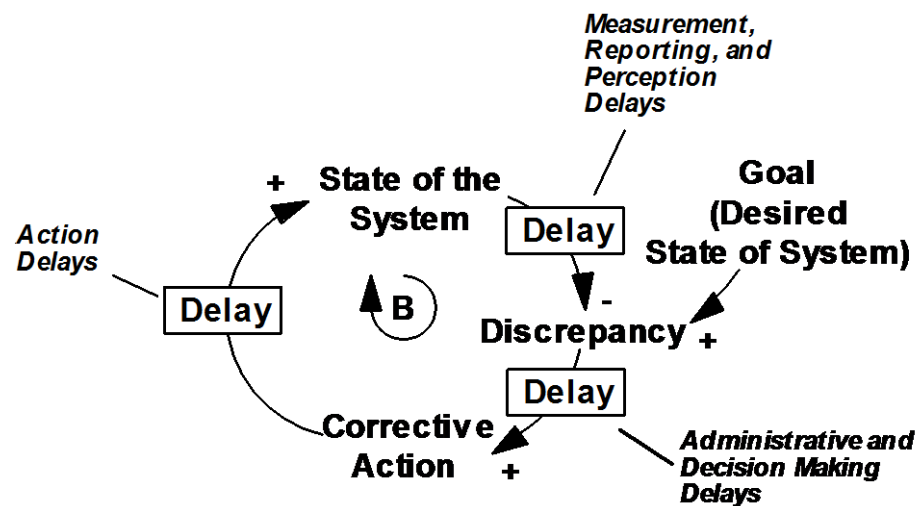 Measurement,
Reporting, and
Perception
Delays
+
State of the
System
Delay
Goal
(Desired
State of System)
Action
Delays
Delay
B
-
Discrepancy
+
Delay
Corrective
Action
+
Administrative and
Decision Making
Delays